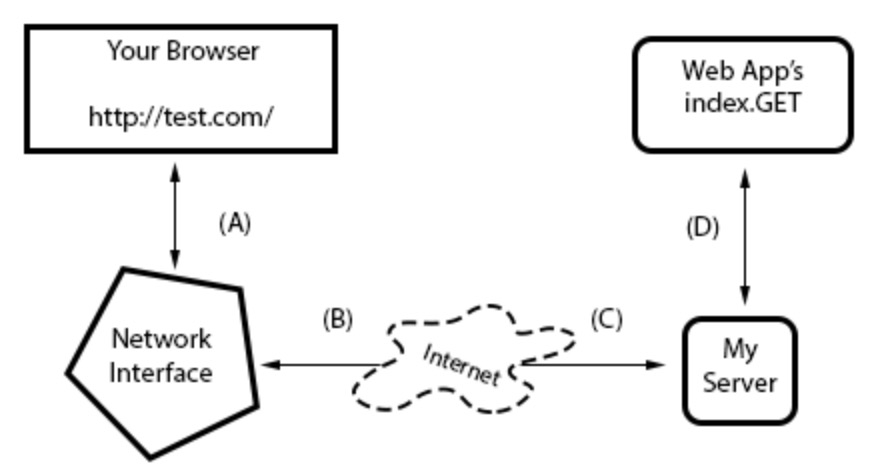 Your Browser
http://test.com/
Web App's
index.GET
(A)
(D)
Network
Interface
(B)
Internet
(C)
My
Server